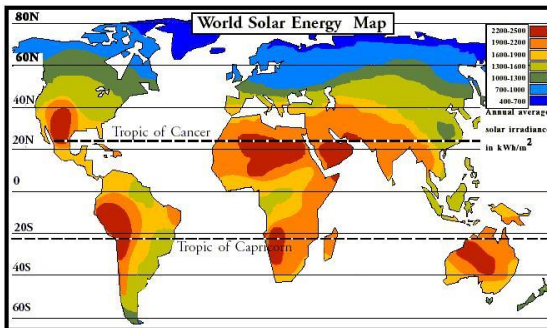 World Solar Energy Map
80N
60N
40N
Tropic of Cancer
20N
0
20S
Tropic of Capricorn
40S
60S
2200-2500
1900-2200
1600-1900
1300-1600
1000-1300
700-1000
400-700
Annual average
solar irradiance
in kWh/m2